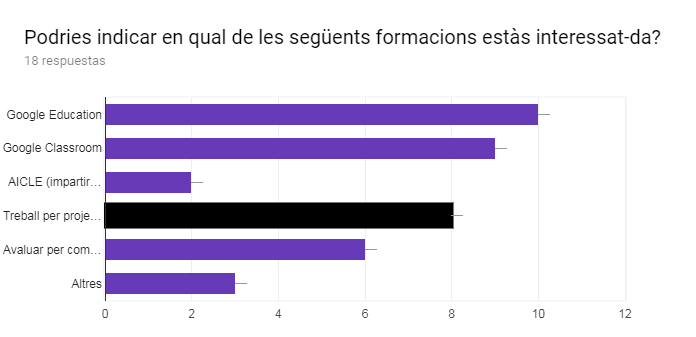 Podries indicar en qual de les següents formacions estàs interessat-da?
18 respuestas
Google Education
Google Classroom
AICLE (impartir…
Treball per proje…
Avaluar per com…
Altres
0 2 4 6 8 10 12